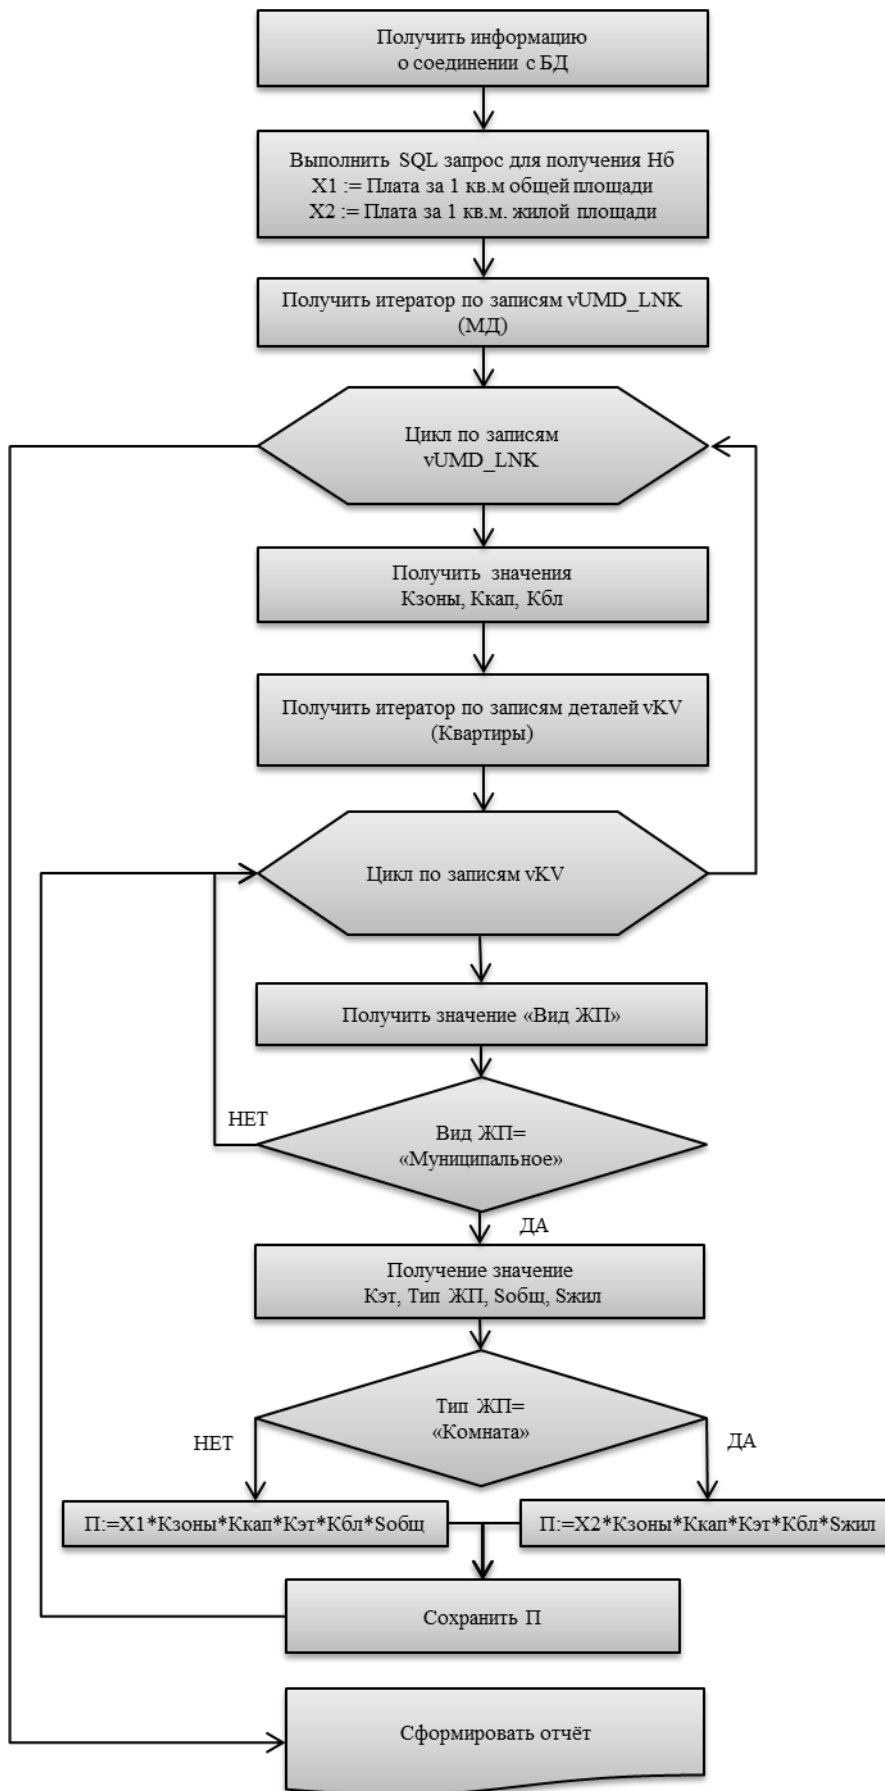 Получить информацию
о соединении с БД
Выполнить SQL запрос для получения Нб
X1 := Плата за 1 кв.м общей площади
X2 := Плата за 1 кв.м. жилой площади
Получить итератор по записям vUMD_LNK
(МД)
Цикл по записям
vUMD_LNK
Получить значения
Кзоны, Ккап, Кбл
Получить итератор по записям деталей vKV
(Квартиры)
Цикл по записям vKV
Получить значение «Вид ЖП»
НЕТ
Вид ЖП=
«Муниципальное»
ДА
Получение значение
Кэт, Тип ЖП, Sобщ, Sжил
Тип ЖП=
«Комната»
НЕТ
ДА
П:=X1*Кзоны*Ккап*Кэт*Кбл*Sобщ
П:=X2*Кзоны*Ккап*Кэт*Кбл*Sжил
Сохранить П
Сформировать отчёт